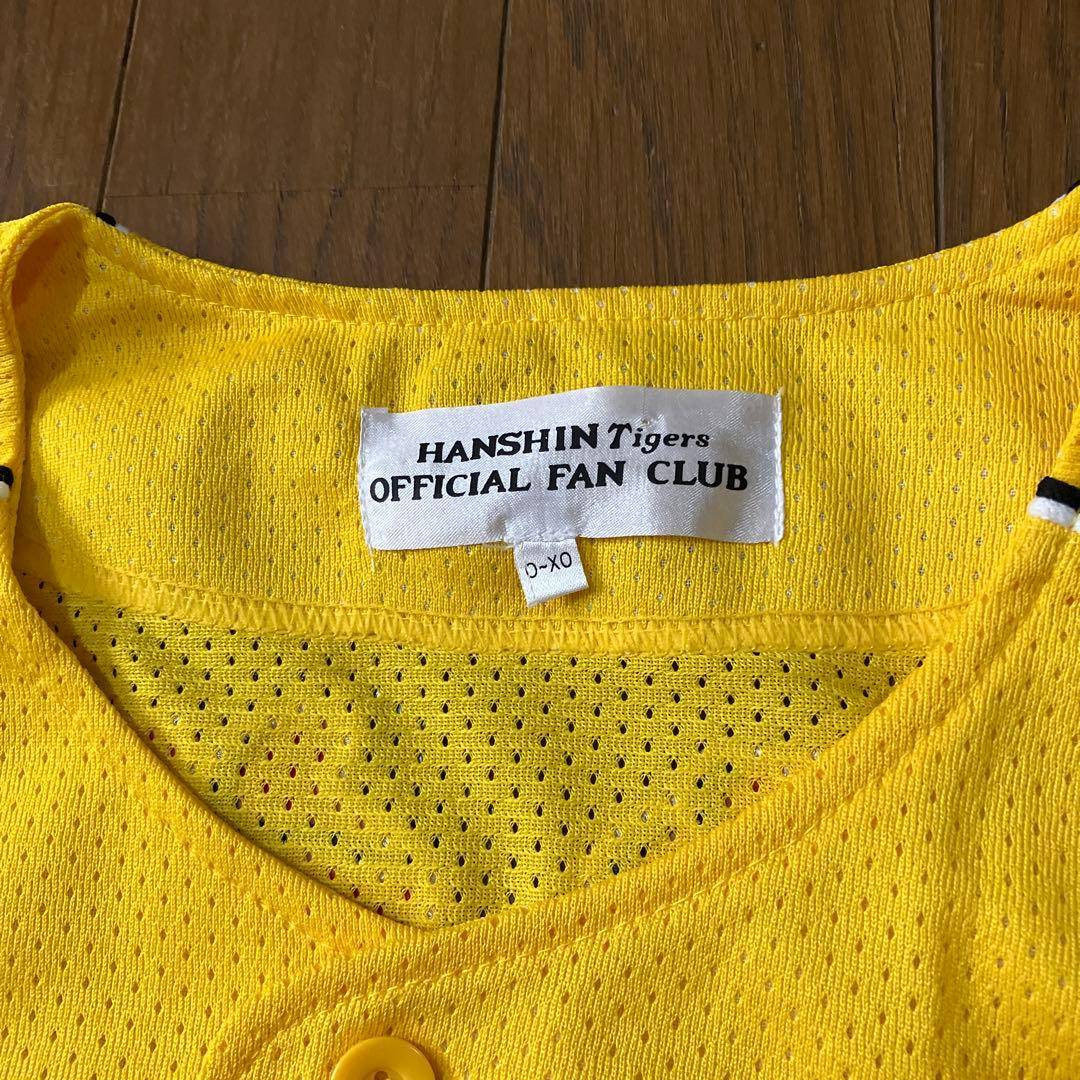 HANSHIN Tigers
OFFICIAL FAN CLUB
O~XO